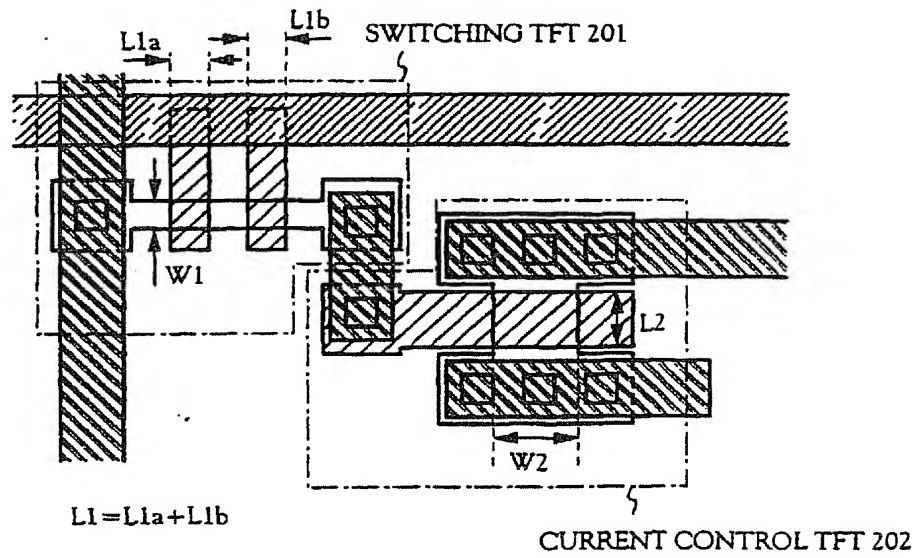 L1b
SWITCHING TFT 201
L1a
W1
L2
W2
L1=L1a+L1b
CURRENT CONTROL TFT 202